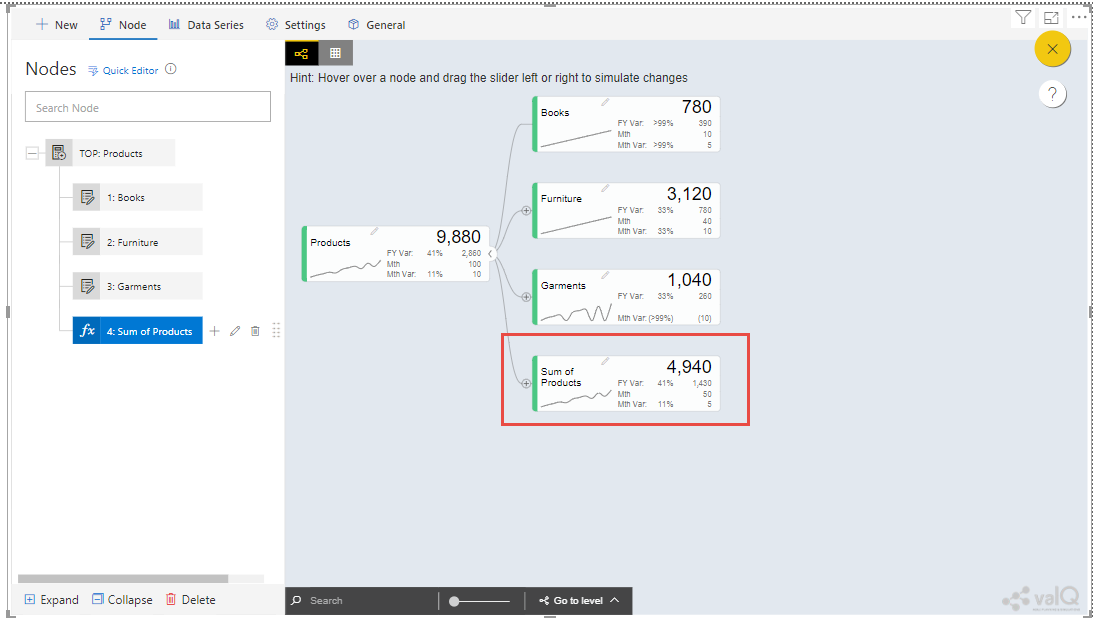 New
Node
Data Series
Settings
General
Nodes
Quick Editor
Search Node
TOP: Products
1: Books
2: Furniture
3: Garments
fx 4: Sum of Products
Hint: Hover over a node and drag the slider left or right to simulate changes
?
Books 780
FY Var: >99% 390
Mth 10
Mth Var: >99% 5
Furniture 3,120
FY Var: 33% 780
Mth 40
Mth Var: 33% 10
Products 9,880
FY Var: 41% 2,860
Mth 100
Mth Var: 11% 10
Garments 1,040
FY Var: 33% 260
Mth Var: (>99%) (10)
Sum of Products 4,940
FY Var: 41% 1,430
Mth 50
Mth Var: 11% 5
Expand
Collapse
Delete
Search
Go to level
valQ